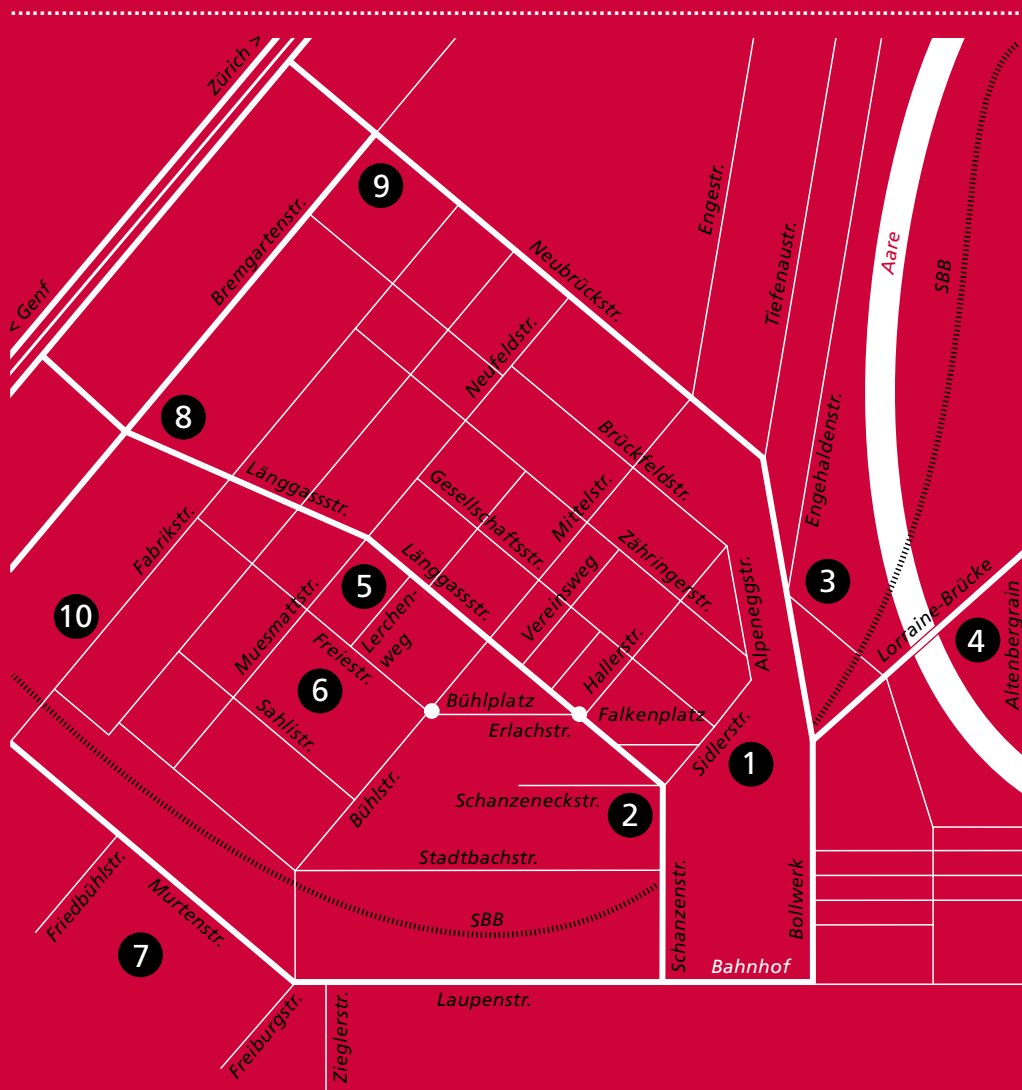 Zürich >
9
Engestr.
Bremgartenstr.
Neubrückstr.
Tiefenaustr.
Aare
SBB
< Genf
Neufeldstr.
8
Brückfeldstr.
Engehaldenstr.
Länggassstr.
Gesellschaftsstr.
Mittelstr.
Fabrikstr.
Zähringerstr.
Länggassstr.
5
3
Lerchen-
weg
Vereinsweg
Alpeneggstr.
Lorraine-Brücke
10
Muesmattstr.
Freiestr.
Hallerstr.
4
Altenbergrain
6
Bühlplatz
Falkenplatz
Sahlistr.
Erlachstr.
Sidlerstr.
1
Bühlstr.
Schanzeneckstr.
2
Stadtbachstr.
Friedbühlstr.
Murtenstr.
SBB
Schanzenstr.
Bollwerk
7
Bahnhof
Laupenstr.
Freiburgstr.
Zieglerstr.